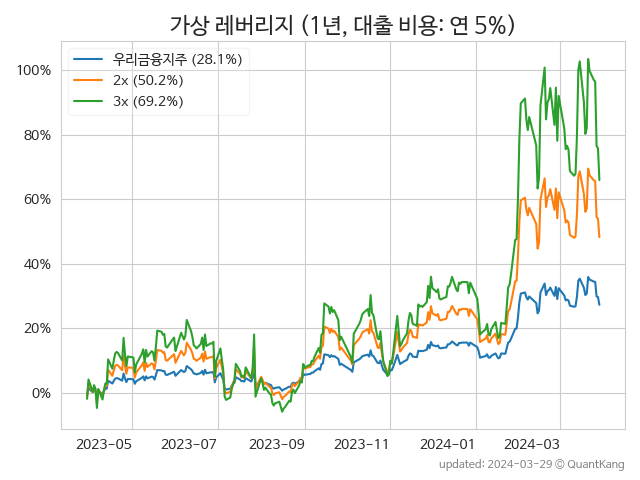 가상 레버리지 (1년, 대출 비용: 연 5%)
우리금융지주 (28.1%)
2x (50.2%)
3x (69.2%)
100%
80%
60%
40%
20%
0%
2023-05 2023-07 2023-09 2023-11 2024-01 2024-03
updated: 2024-03-29 © QuantKang